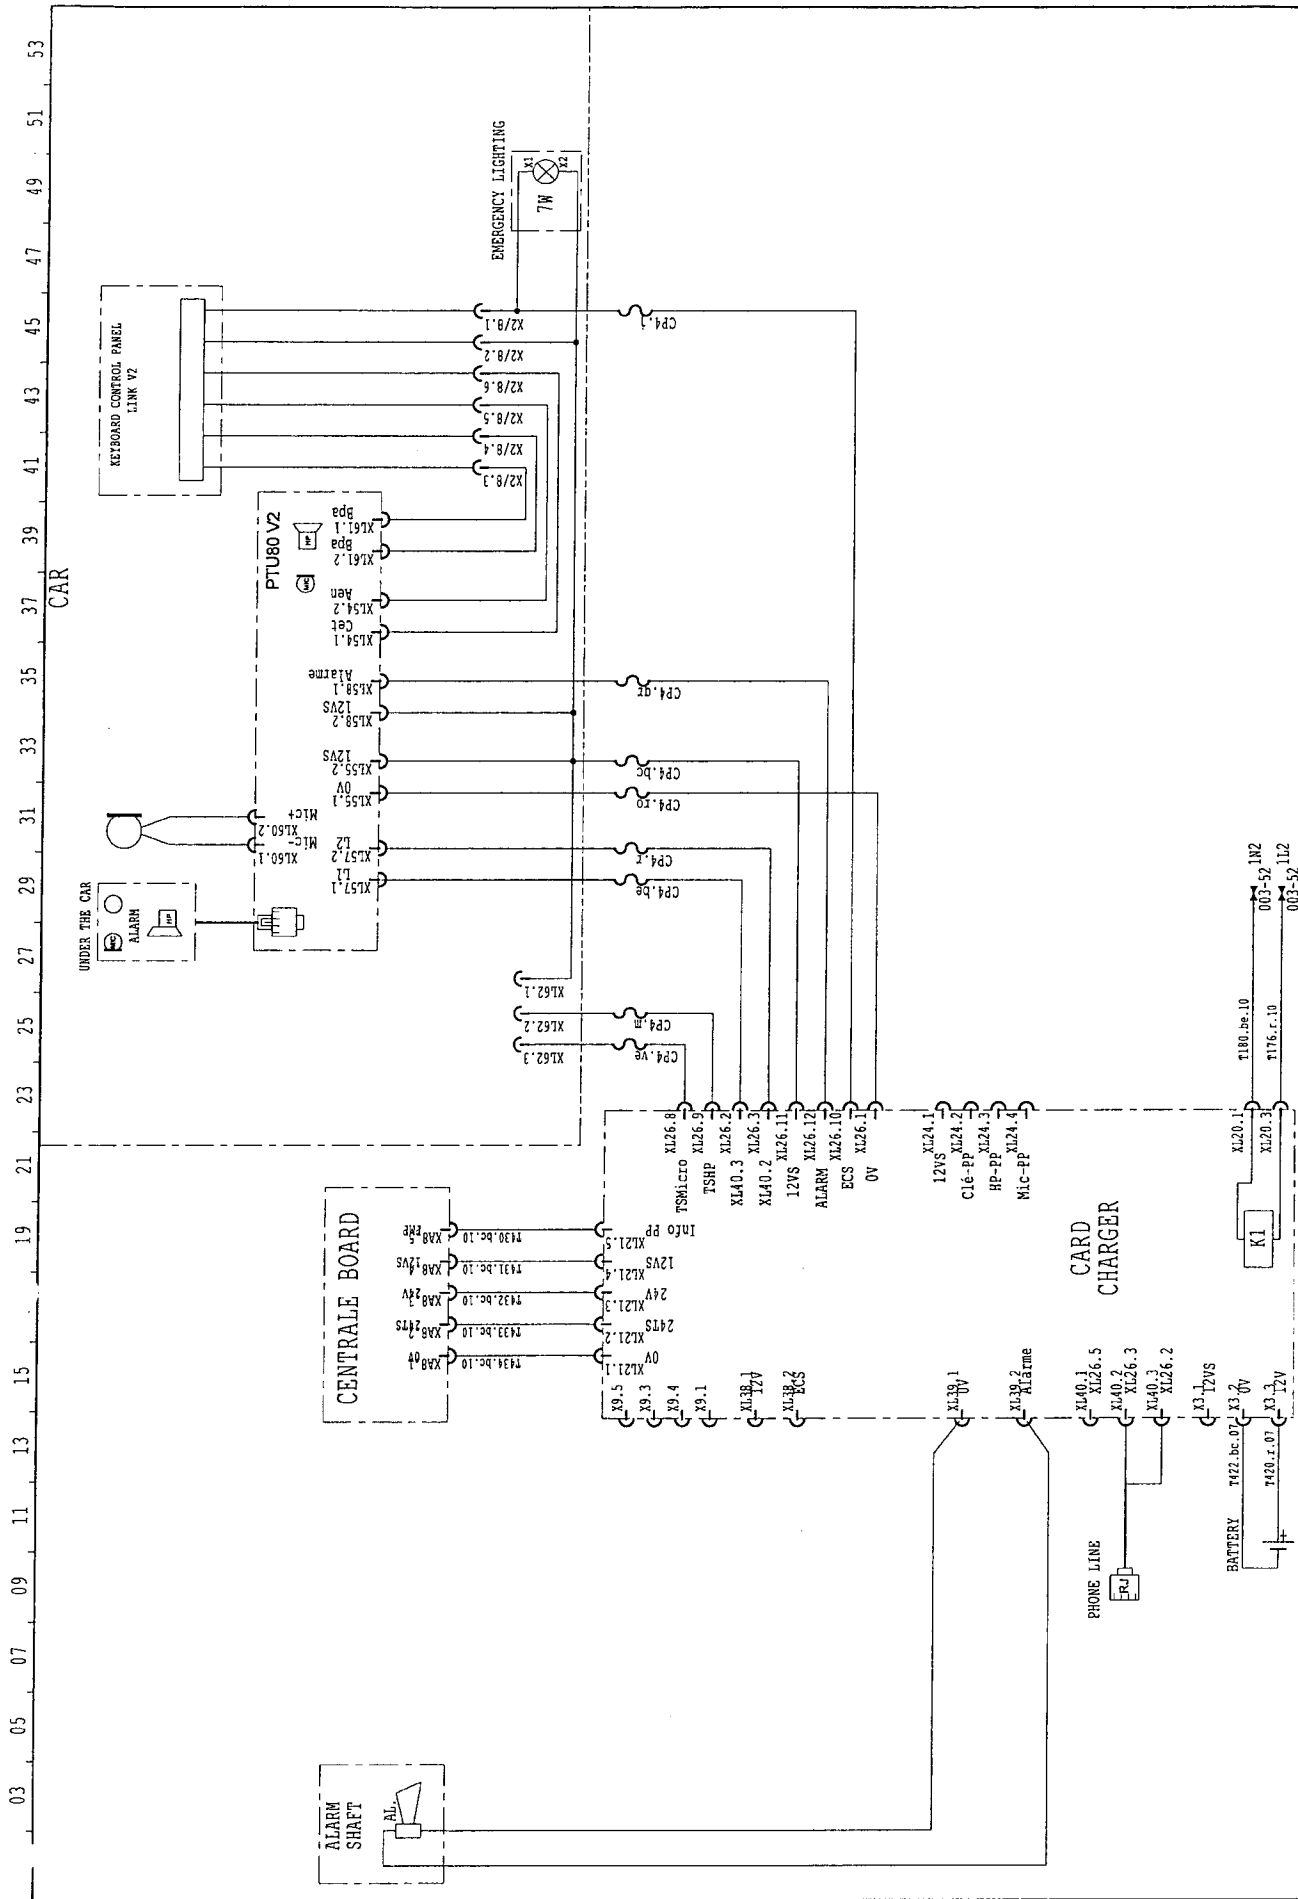 53
51
49
47
45
43
41
39
37
35
33
31
29
27
25
23
21
19
17
15
13
11
09
07
05
03
CAR
EMERGENCY LIGHTING
X1
X2
7W
KEYBOARD CONTROL PANEL
LINK V2
X2/8.1
X2/8.2
X2/8.6
X2/8.5
X2/8.4
X2/8.3
CP4.j
PTU80 V2
HP
MIC
Bpa
XL61.1
Bpa
XL61.2
Aen
XL54.2
Cet
XL54.1
Alarme
XL58.1
12VS
XL58.2
12VS
XL55.2
0V
XL55.1
L2
XL57.2
L1
XL57.1
Mic+
XL60.2
Mic-
XL60.1
UNDER THE CAR
MIC
ALARM
HP
CP4.gr
CP4.bc
CP4.ro
CP4.r
CP4.be
CP4.m
CP4.ve
XL62.1
XL62.2
XL62.3
XL26.8
TSMicro
XL26.9
TSHP
XL26.2
XL40.3
XL26.3
XL40.2
XL26.11
12VS
XL26.12
ALARM
XL26.10
ECS
XL26.1
0V
XL24.1
12VS
XL24.2
Clé-PP
XL24.3
HP-PP
XL24.4
Mic-PP
XL20.1
XL20.3
T180.be.10
T176.r.10
003-52 1N2
003-52 1L2
K1
CARD
CHARGER
CENTRALE BOARD
PHP
XA8.5
12VS
XA8.4
24V
XA8.3
24TS
XA8.2
0V
XA8.1
T430.bc.10
T431.bc.10
T432.bc.10
T433.bc.10
T434.bc.10
XL21.5
Info PP
XL21.4
12VS
XL21.3
24V
XL21.2
24TS
XL21.1
0V
X9.5
X9.3
X9.4
X9.1
XL38.1
12V
XL38.2
ECS
XL39.1
0V
XL39.2
Alarme
XL40.1
XL26.5
XL40.2
XL26.3
XL40.3
XL26.2
X3.1
12VS
X3.2
0V
X3.3
12V
T422.bc.07
T420.r.07
BATTERY
+
PHONE LINE
RJ
ALARM
SHAFT
AL.